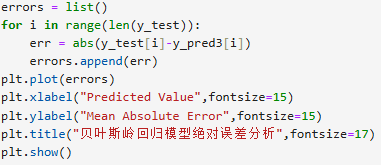 errors = list()
for i in range(len(y_test)):
    err = abs(y_test[i]-y_pred3[i])
    errors.append(err)
plt.plot(errors)
plt.xlabel("Predicted Value",fontsize=15)
plt.ylabel("Mean Absolute Error",fontsize=15)
plt.title("贝叶斯岭回归模型绝对误差分析",fontsize=17)
plt.show()